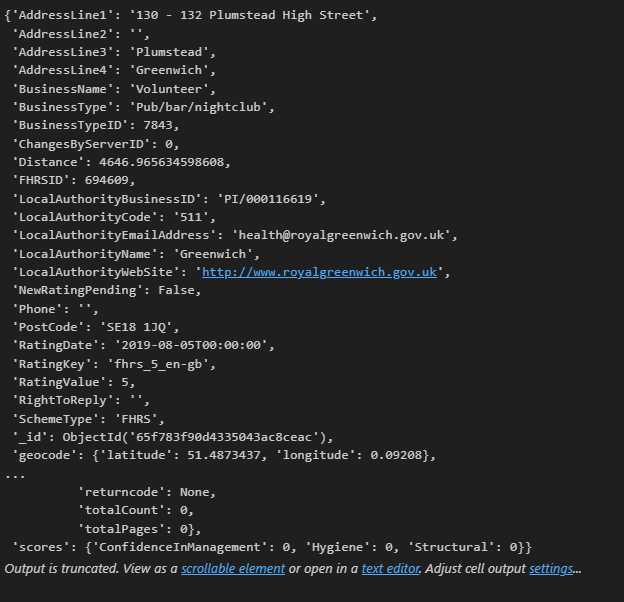 {'AddressLine1': '130 - 132 Plumstead High Street',
'AddressLine2': '',
'AddressLine3': 'Plumstead',
'AddressLine4': 'Greenwich',
'BusinessName': 'Volunteer',
'BusinessType': 'Pub/bar/nightclub',
'BusinessTypeID': 7843,
'ChangesByServerID': 0,
'Distance': 4646.965634598608,
'FHRSID': 694609,
'LocalAuthorityBusinessID': 'PI/000116619',
'LocalAuthorityCode': '511',
'LocalAuthorityEmailAddress': 'health@royalgreenwich.gov.uk',
'LocalAuthorityName': 'Greenwich',
'LocalAuthorityWebSite': 'http://www.royalgreenwich.gov.uk',
'NewRatingPending': False,
'Phone': '',
'PostCode': 'SE18 1JQ',
'RatingDate': '2019-08-05T00:00:00',
'RatingKey': 'fhrs_5_en-gb',
'RatingValue': 5,
'RightToReply': '',
'SchemeType': 'FHRS',
'_id': ObjectId('65f783f90d4335043ac8ceac'),
'geocode': {'latitude': 51.4873437, 'longitude': 0.09208},
...
'returncode': None,
'totalCount': 0,
'totalPages': 0},
'scores': {'ConfidenceInManagement': 0, 'Hygiene': 0, 'Structural': 0}}
Output is truncated. View as a scrollable element or open in a text editor. Adjust cell output settings...